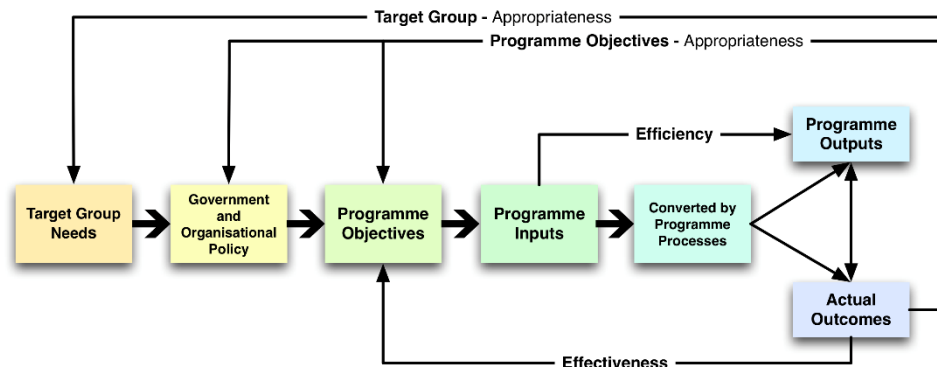 Target Group - Appropriateness
Programme Objectives - Appropriateness
Efficiency
Programme
Outputs
Target Group
Needs
Government
and
Organisational
Policy
Programme
Objectives
Programme
Inputs
Converted by
Programme
Processes
Actual
Outcomes
Effectiveness